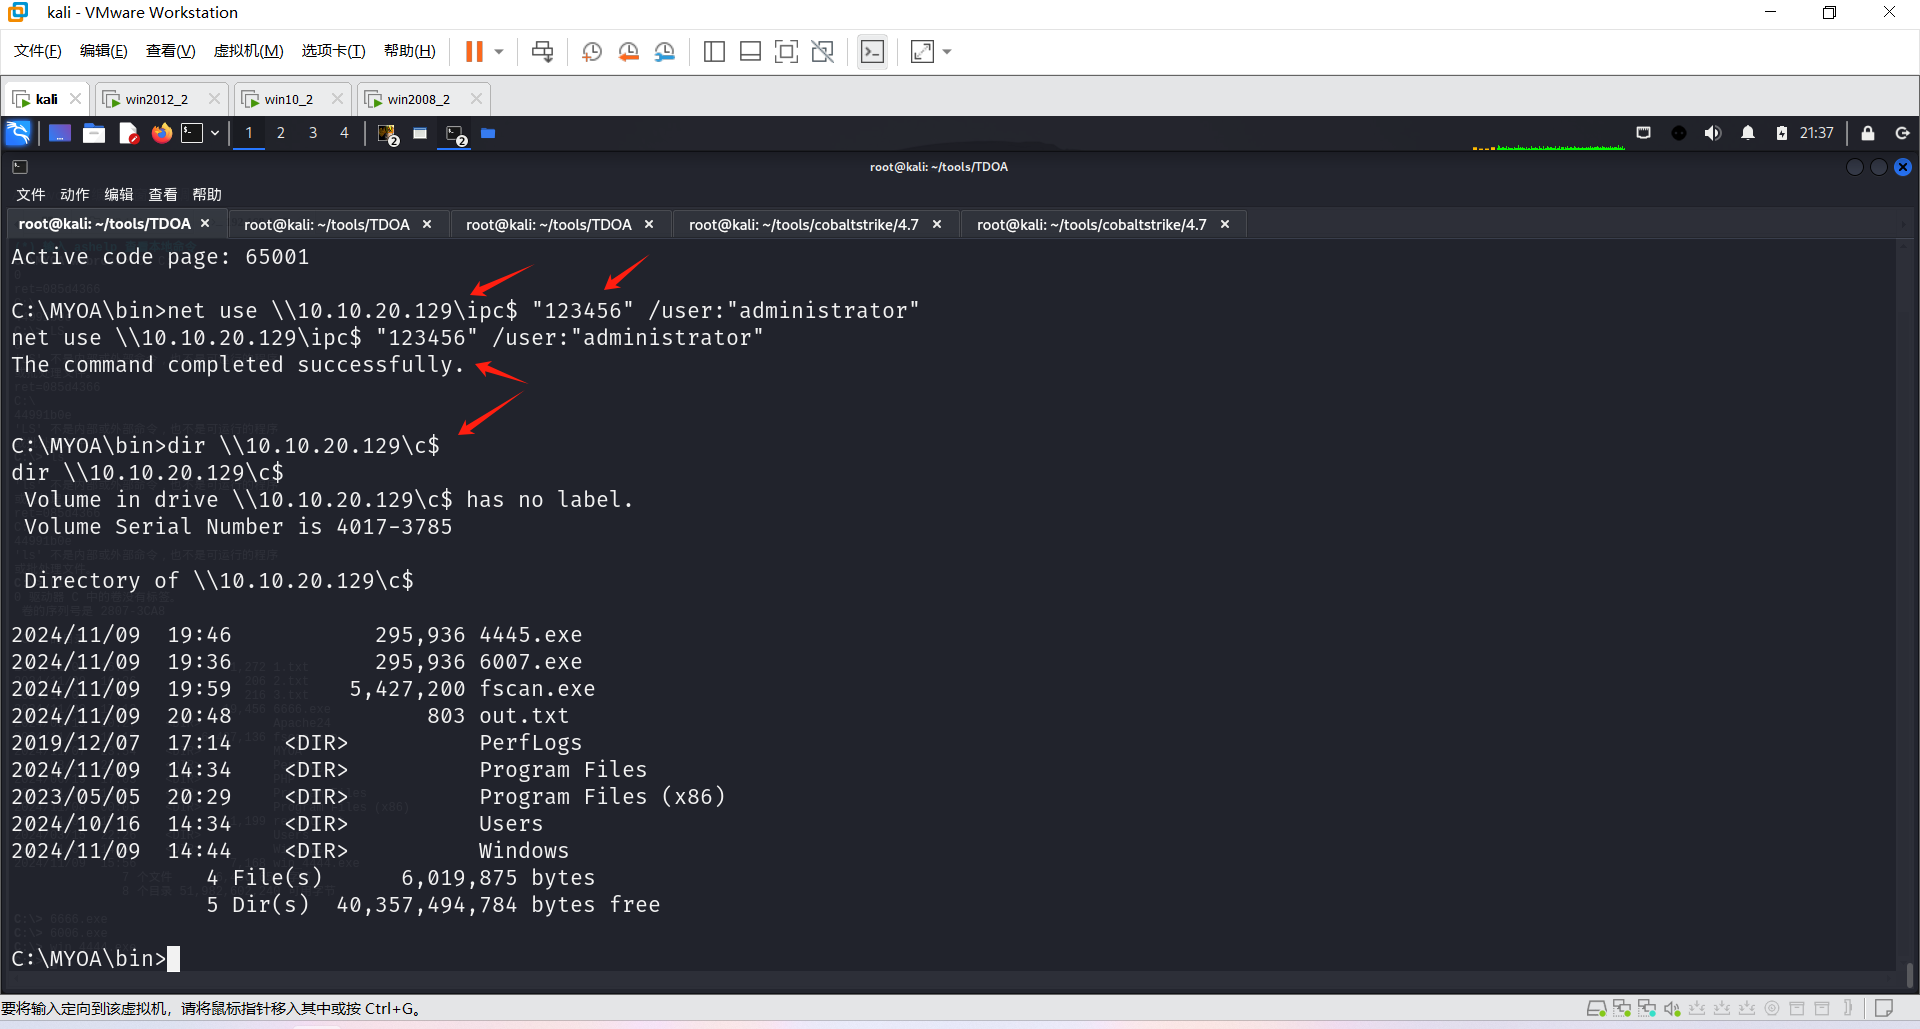 kali - VMware Workstation
文件(F) 编辑(E) 查看(V) 虚拟机(M) 选项卡(T) 帮助(H)
kali win2012_2 win10_2 win2008_2
1 2 3 4 2 2 21:37
root@kali: ~/tools/TDOA
文件 动作 编辑 查看 帮助
root@kali: ~/tools/TDOA root@kali: ~/tools/TDOA root@kali: ~/tools/TDOA root@kali: ~/tools/cobaltstrike/4.7 root@kali: ~/tools/cobaltstrike/4.7
Active code page: 65001
C:\MYOA\bin>net use \\10.10.20.129\ipc$ "123456" /user:"administrator"
net use \\10.10.20.129\ipc$ "123456" /user:"administrator"
The command completed successfully.
C:\MYOA\bin>dir \\10.10.20.129\c$
dir \\10.10.20.129\c$
Volume in drive \\10.10.20.129\c$ has no label.
Volume Serial Number is 4017-3785
Directory of \\10.10.20.129\c$
2024/11/09 19:46 295,936 4445.exe
2024/11/09 19:36 295,936 6007.exe
2024/11/09 19:59 5,427,200 fscan.exe
2024/11/09 20:48 803 out.txt
2019/12/07 17:14 <DIR> PerfLogs
2024/11/09 14:34 <DIR> Program Files
2023/05/05 20:29 <DIR> Program Files (x86)
2024/10/16 14:34 <DIR> Users
2024/11/09 14:44 <DIR> Windows
4 File(s) 6,019,875 bytes
5 Dir(s) 40,357,494,784 bytes free
C:\MYOA\bin>
要将输入定向到该虚拟机，请将鼠标指针移入其中或按 Ctrl+G。